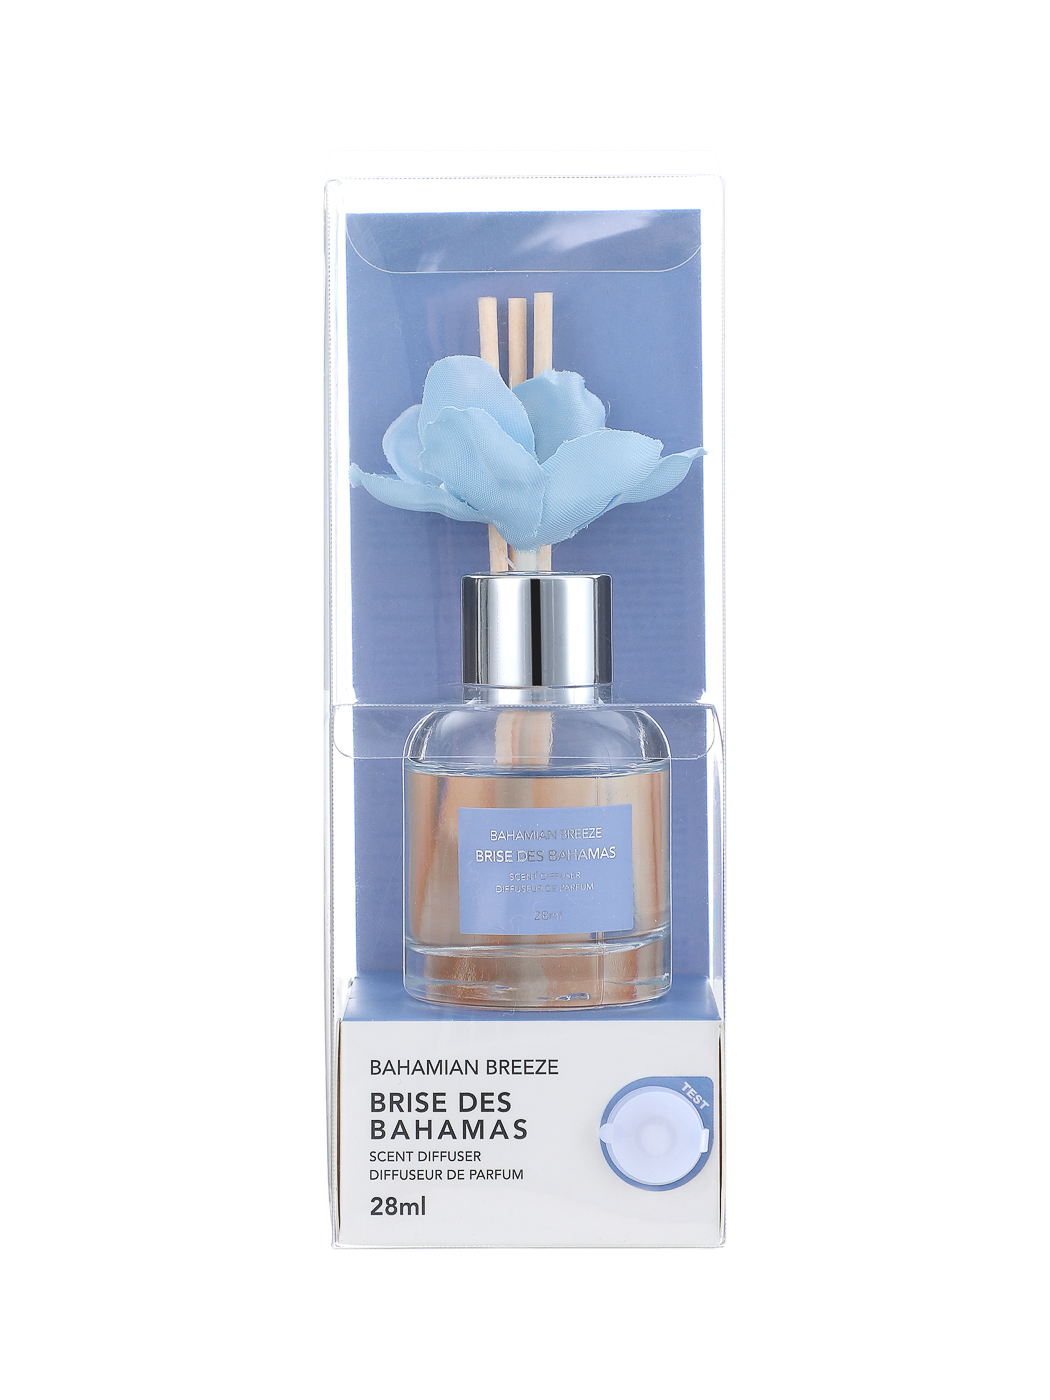 BAHAMIAN BREEZE
BRISE DES BAHAMAS
SCENT DIFFUSER
DIFFUSEUR DE PARFUM
28ml
BAHAMIAN BREEZE
BRISE DES
BAHAMAS
SCENT DIFFUSER
DIFFUSEUR DE PARFUM
28ml
TEST